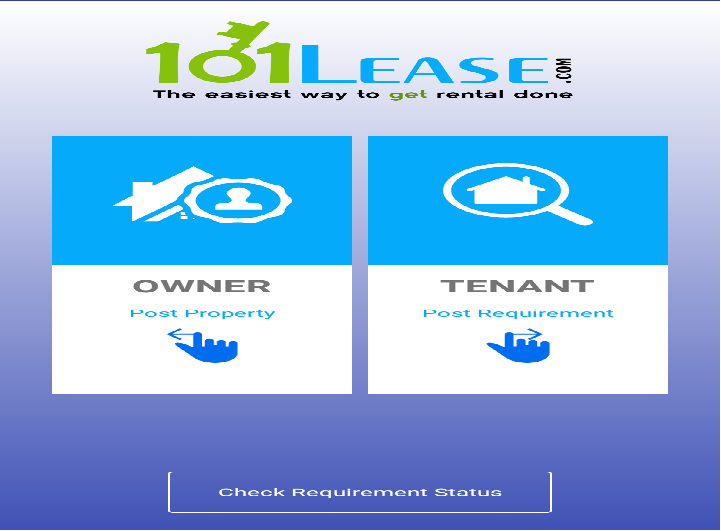 101LEASE.COM
The easiest way to get rental done
OWNER
Post Property
TENANT
Post Requirement
Check Requirement Status